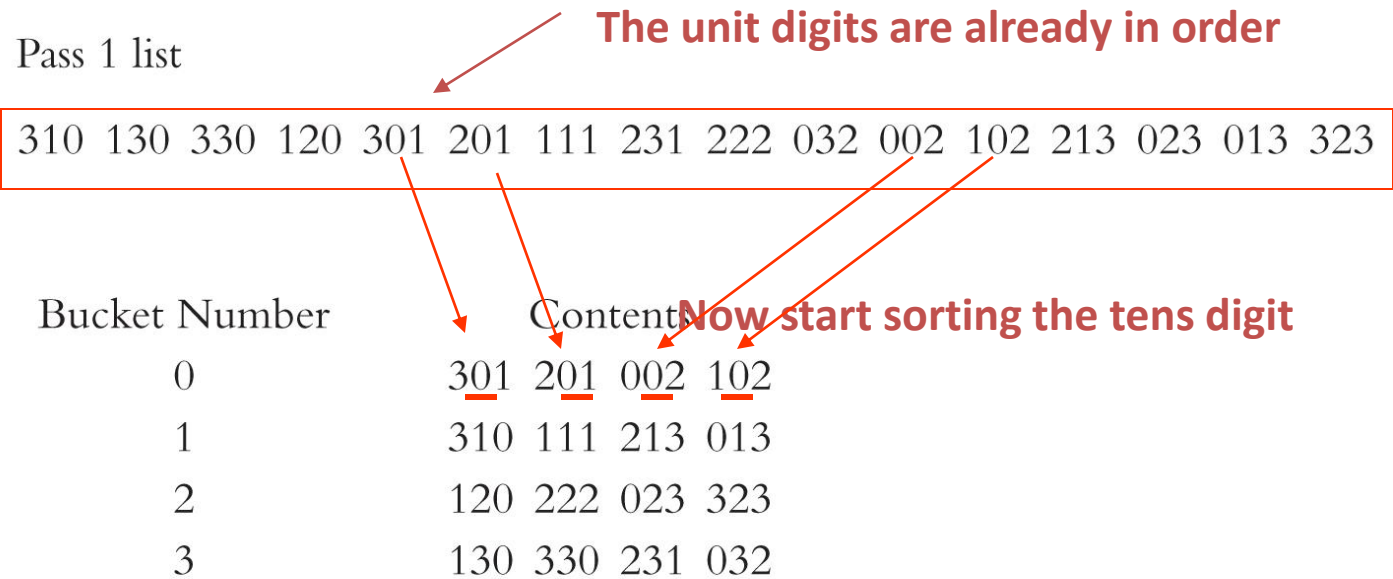 The unit digits are already in order
Pass 1 list
310 130 330 120 301 201 111 231 222 032 002 102 213 023 013 323
Bucket Number Contents Now start sorting the tens digit
0 301 201 002 102
1 310 111 213 013
2 120 222 023 323
3 130 330 231 032